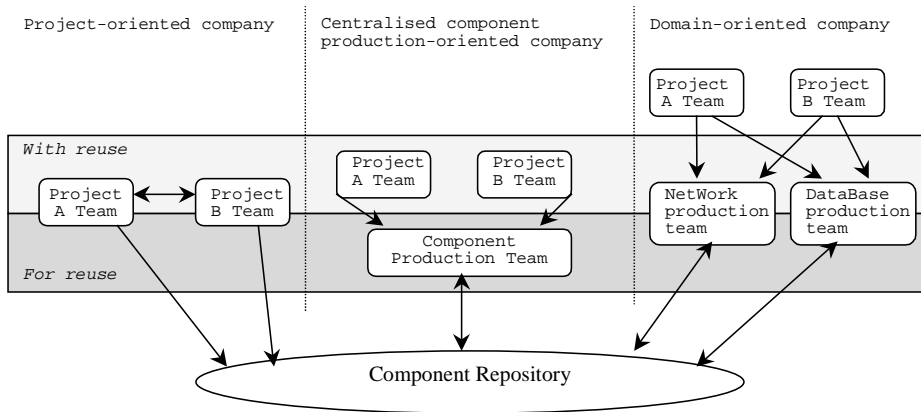 Project-oriented company
Centralised component
production-oriented company
Domain-oriented company
Project
A Team
Project
B Team
With reuse
Project
A Team
Project
B Team
Project
A Team
Project
B Team
NetWork
production
team
DataBase
production
team
Component
Production Team
For reuse
Component Repository